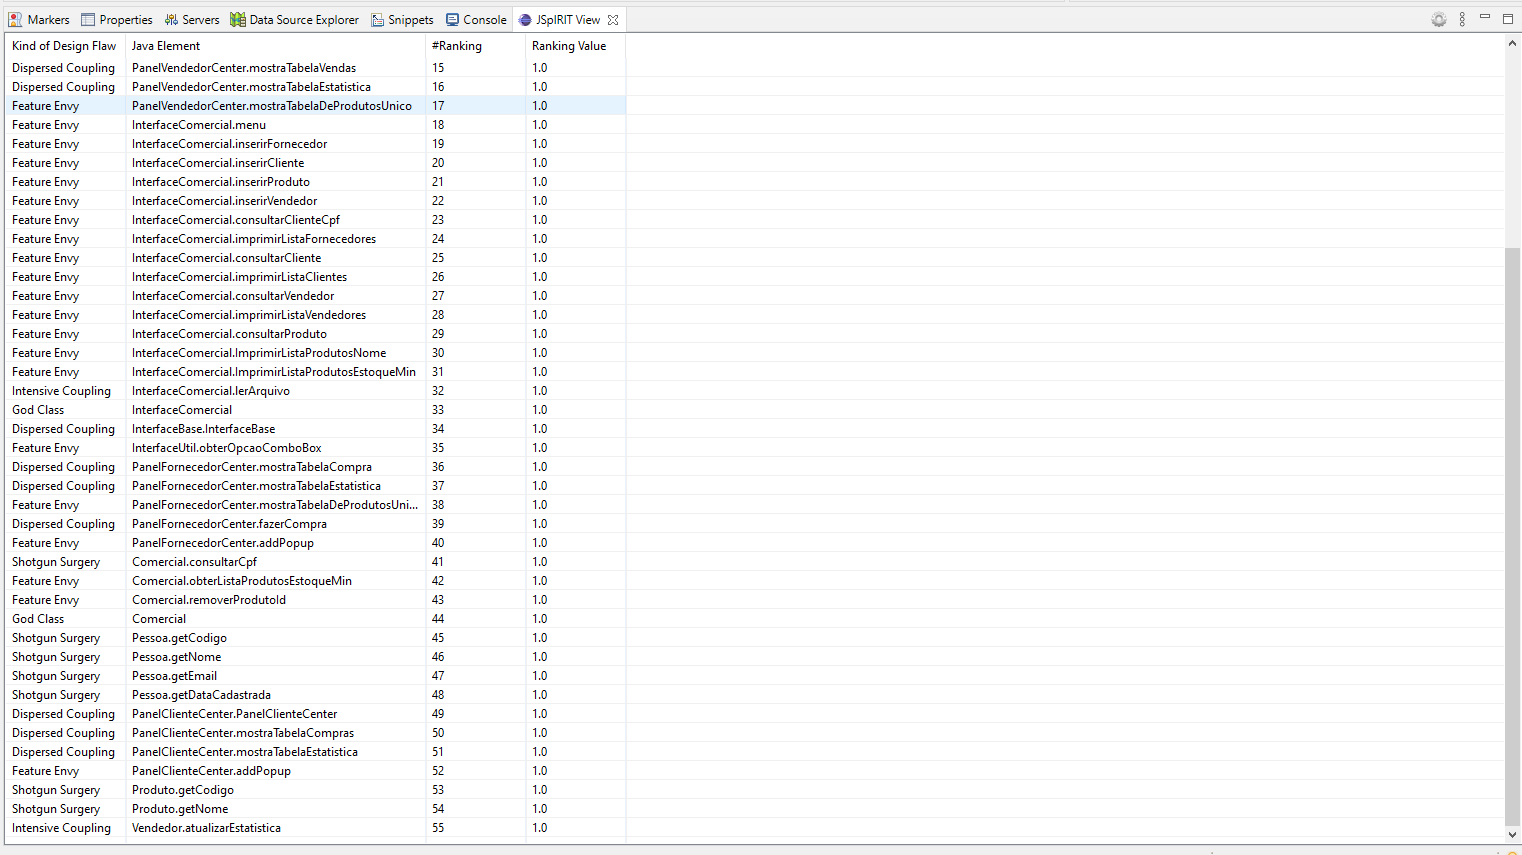 Markers Properties Servers Data Source Explorer Snippets Console JSpIRIT View
Kind of Design Flaw Java Element #Ranking Ranking Value
Dispersed Coupling PanelVendedorCenter.mostraTabelaVendas 15 1.0
Dispersed Coupling PanelVendedorCenter.mostraTabelaEstatistica 16 1.0
Feature Envy PanelVendedorCenter.mostraTabelaDeProdutosUnico 17 1.0
Feature Envy InterfaceComercial.menu 18 1.0
Feature Envy InterfaceComercial.inserirFornecedor 19 1.0
Feature Envy InterfaceComercial.inserirCliente 20 1.0
Feature Envy InterfaceComercial.inserirProduto 21 1.0
Feature Envy InterfaceComercial.inserirVendedor 22 1.0
Feature Envy InterfaceComercial.consultarClienteCpf 23 1.0
Feature Envy InterfaceComercial.imprimirListaFornecedores 24 1.0
Feature Envy InterfaceComercial.consultarCliente 25 1.0
Feature Envy InterfaceComercial.imprimirListaClientes 26 1.0
Feature Envy InterfaceComercial.consultarVendedor 27 1.0
Feature Envy InterfaceComercial.imprimirListaVendedores 28 1.0
Feature Envy InterfaceComercial.consultarProduto 29 1.0
Feature Envy InterfaceComercial.ImprimirListaProdutosNome 30 1.0
Feature Envy InterfaceComercial.ImprimirListaProdutosEstoqueMin 31 1.0
Intensive Coupling InterfaceComercial.lerArquivo 32 1.0
God Class InterfaceComercial 33 1.0
Dispersed Coupling InterfaceBase.InterfaceBase 34 1.0
Feature Envy InterfaceUtil.obterOpcaoComboBox 35 1.0
Dispersed Coupling PanelFornecedorCenter.mostraTabelaCompra 36 1.0
Dispersed Coupling PanelFornecedorCenter.mostraTabelaEstatistica 37 1.0
Feature Envy PanelFornecedorCenter.mostraTabelaDeProdutosUni... 38 1.0
Dispersed Coupling PanelFornecedorCenter.fazerCompra 39 1.0
Feature Envy PanelFornecedorCenter.addPopup 40 1.0
Shotgun Surgery Comercial.consultarCpf 41 1.0
Feature Envy Comercial.obterListaProdutosEstoqueMin 42 1.0
Feature Envy Comercial.removerProdutoId 43 1.0
God Class Comercial 44 1.0
Shotgun Surgery Pessoa.getCodigo 45 1.0
Shotgun Surgery Pessoa.getNome 46 1.0
Shotgun Surgery Pessoa.getEmail 47 1.0
Shotgun Surgery Pessoa.getDataCadastrada 48 1.0
Dispersed Coupling PanelClienteCenter.PanelClienteCenter 49 1.0
Dispersed Coupling PanelClienteCenter.mostraTabelaCompras 50 1.0
Dispersed Coupling PanelClienteCenter.mostraTabelaEstatistica 51 1.0
Feature Envy PanelClienteCenter.addPopup 52 1.0
Shotgun Surgery Produto.getCodigo 53 1.0
Shotgun Surgery Produto.getNome 54 1.0
Intensive Coupling Vendedor.atualizarEstatistica 55 1.0